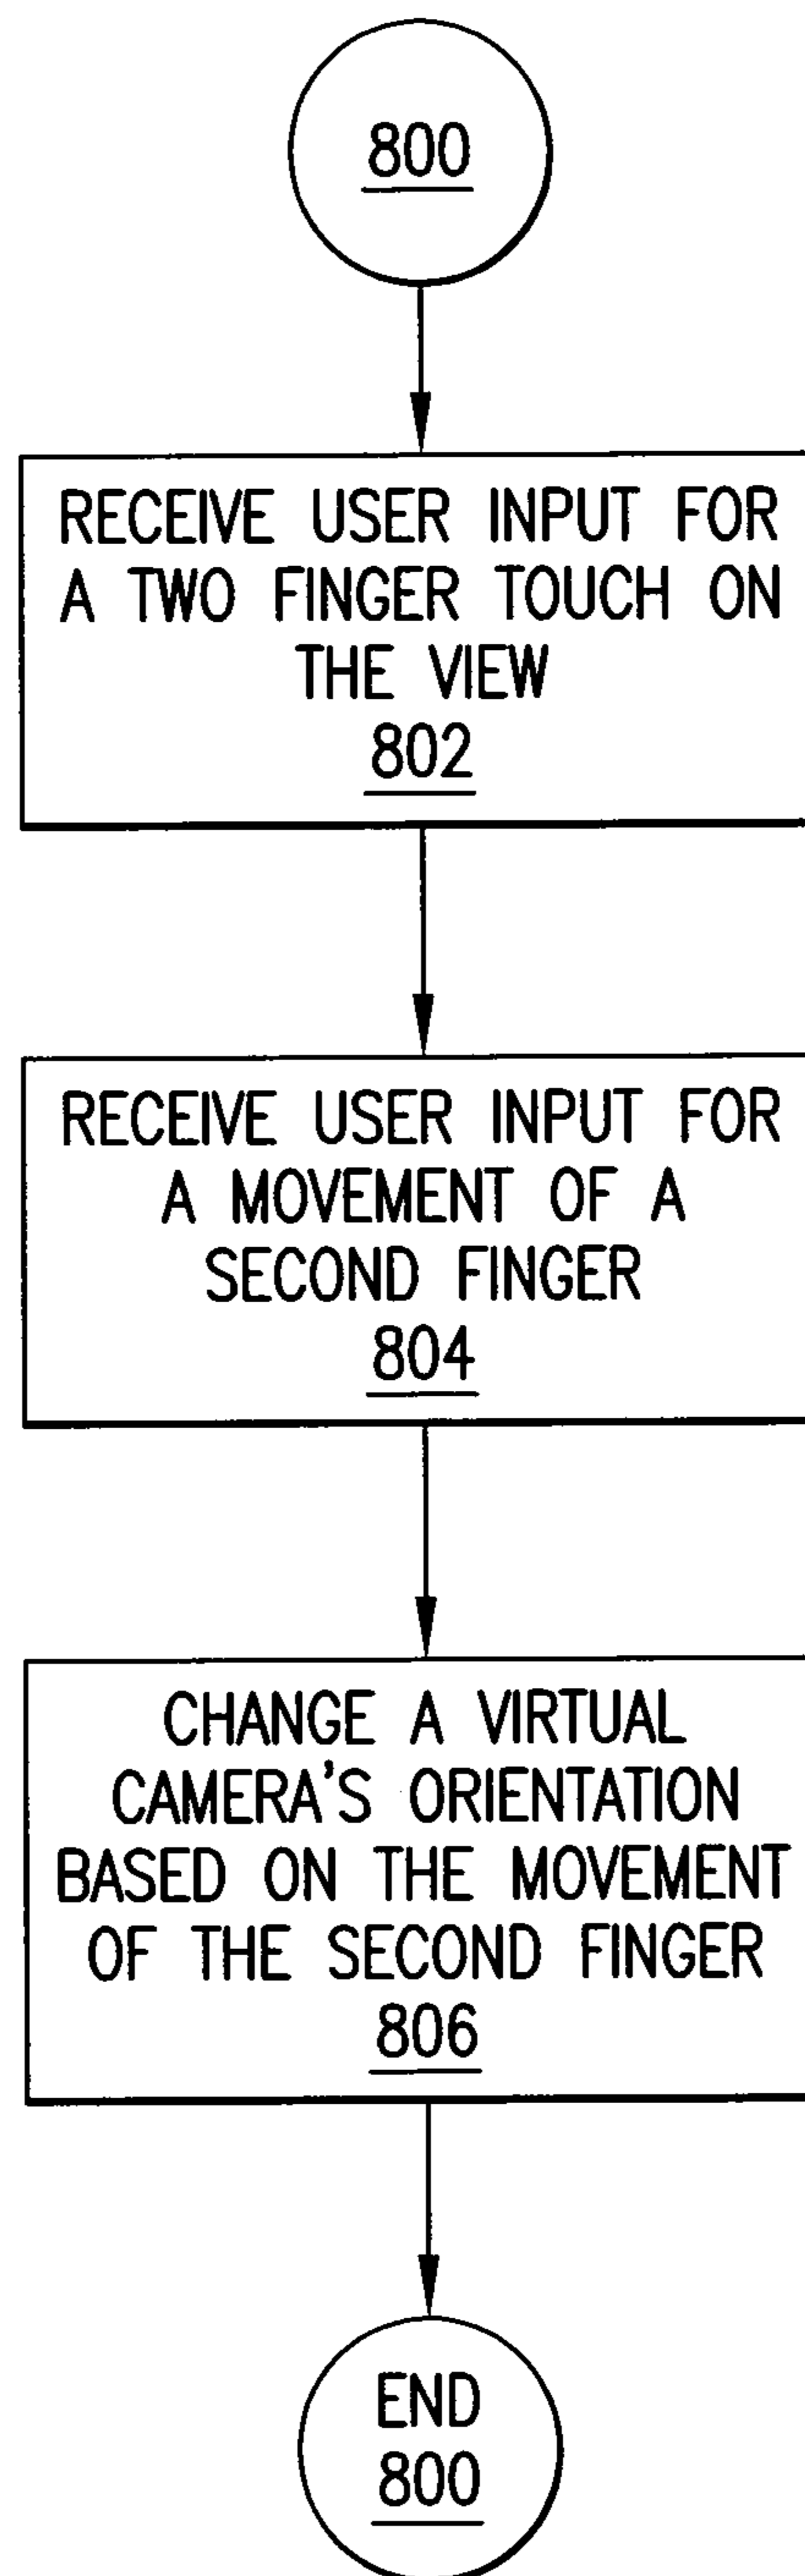 800
RECEIVE USER INPUT FOR
A TWO FINGER TOUCH ON
THE VIEW
802
RECEIVE USER INPUT FOR
A MOVEMENT OF A
SECOND FINGER
804
CHANGE A VIRTUAL
CAMERA'S ORIENTATION
BASED ON THE MOVEMENT
OF THE SECOND FINGER
806
END
800